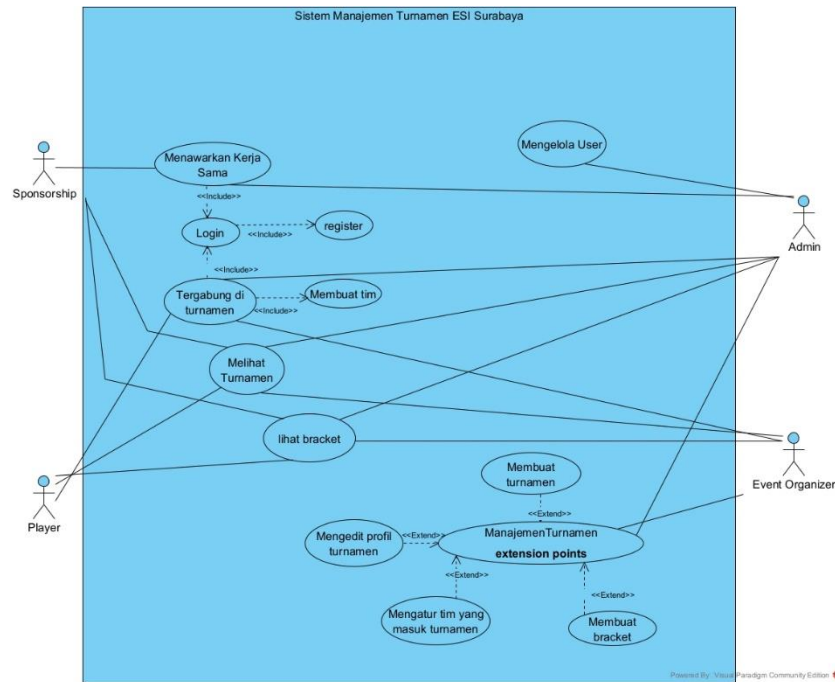 Sistem Manajemen Turnamen ESI Surabaya
Mengelola User
Menawarkan Kerja
Sama
Sponsorship
Admin
<<Include>>
Login
<<Include>>
register
<<Include>>
Tergabung di
turnamen
<<Include>>
Membuat tim
Melihat
Turnamen
lihat bracket
Player
Event Organizer
Membuat
turnamen
<<Extend>>
Mengedit profil
turnamen
<<Extend>>
ManajemenTurnamen
extension points
<<Extend>>
<<Extend>>
Mengatur tim yang
masuk turnamen
Membuat
bracket
Powered By: Visual Paradigm Community Edition